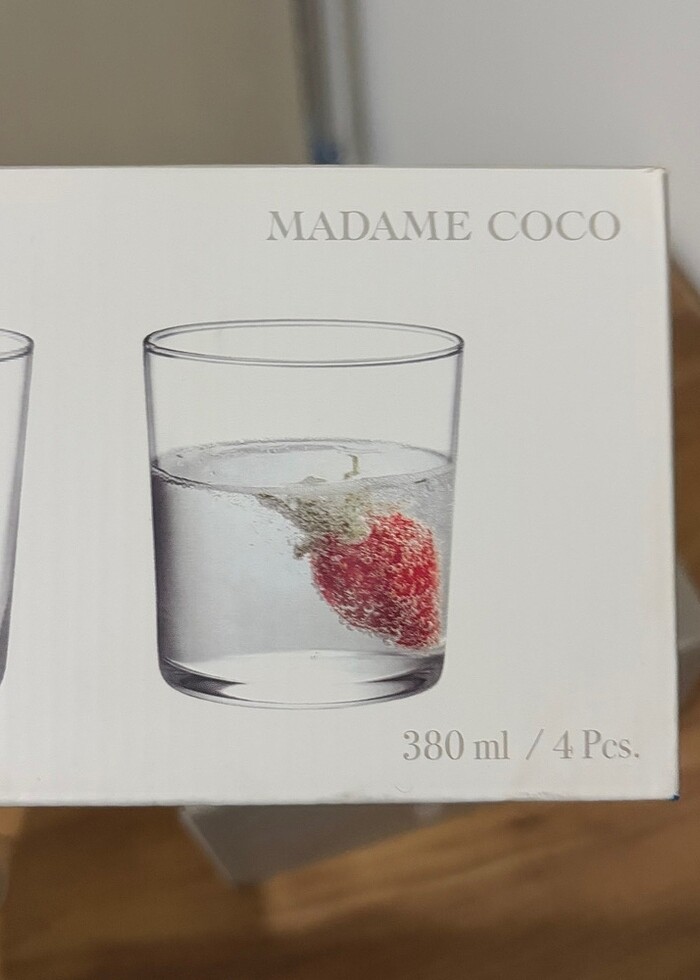 MADAME COCO
380 ml / 4 Pcs.